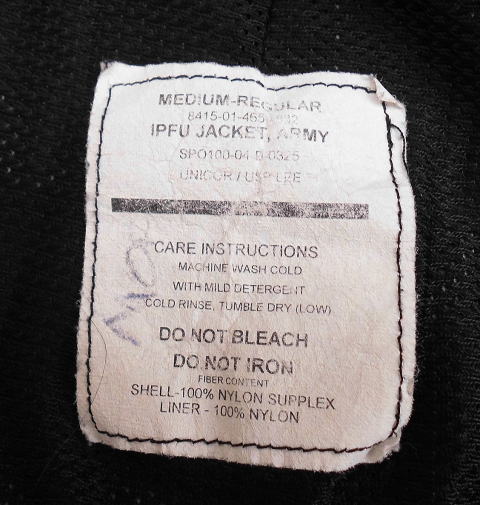 MEDIUM-REGULAR
8415-01-465
IPFU JACKET, ARMY
SPO100-04-D-0325
UNICOR / USP LEE
CARE INSTRUCTIONS
MACHINE WASH COLD
WITH MILD DETERGENT
COLD RINSE, TUMBLE DRY (LOW)
DO NOT BLEACH
DO NOT IRON
FIBER CONTENT
SHELL-100% NYLON SUPPLEX
LINER - 100% NYLON